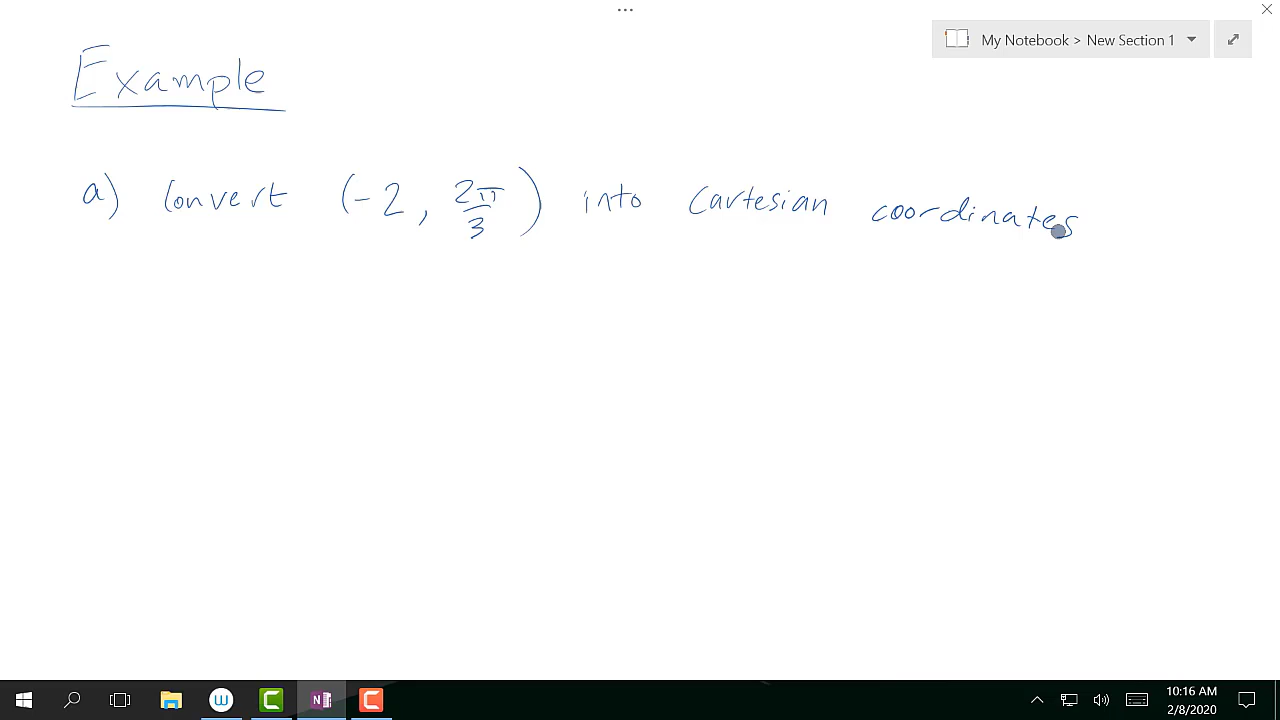 ...
My Notebook > New Section 1
Example
a) Convert (-2, 2π/3) into Cartesian coordinates
10:16 AM
2/8/2020